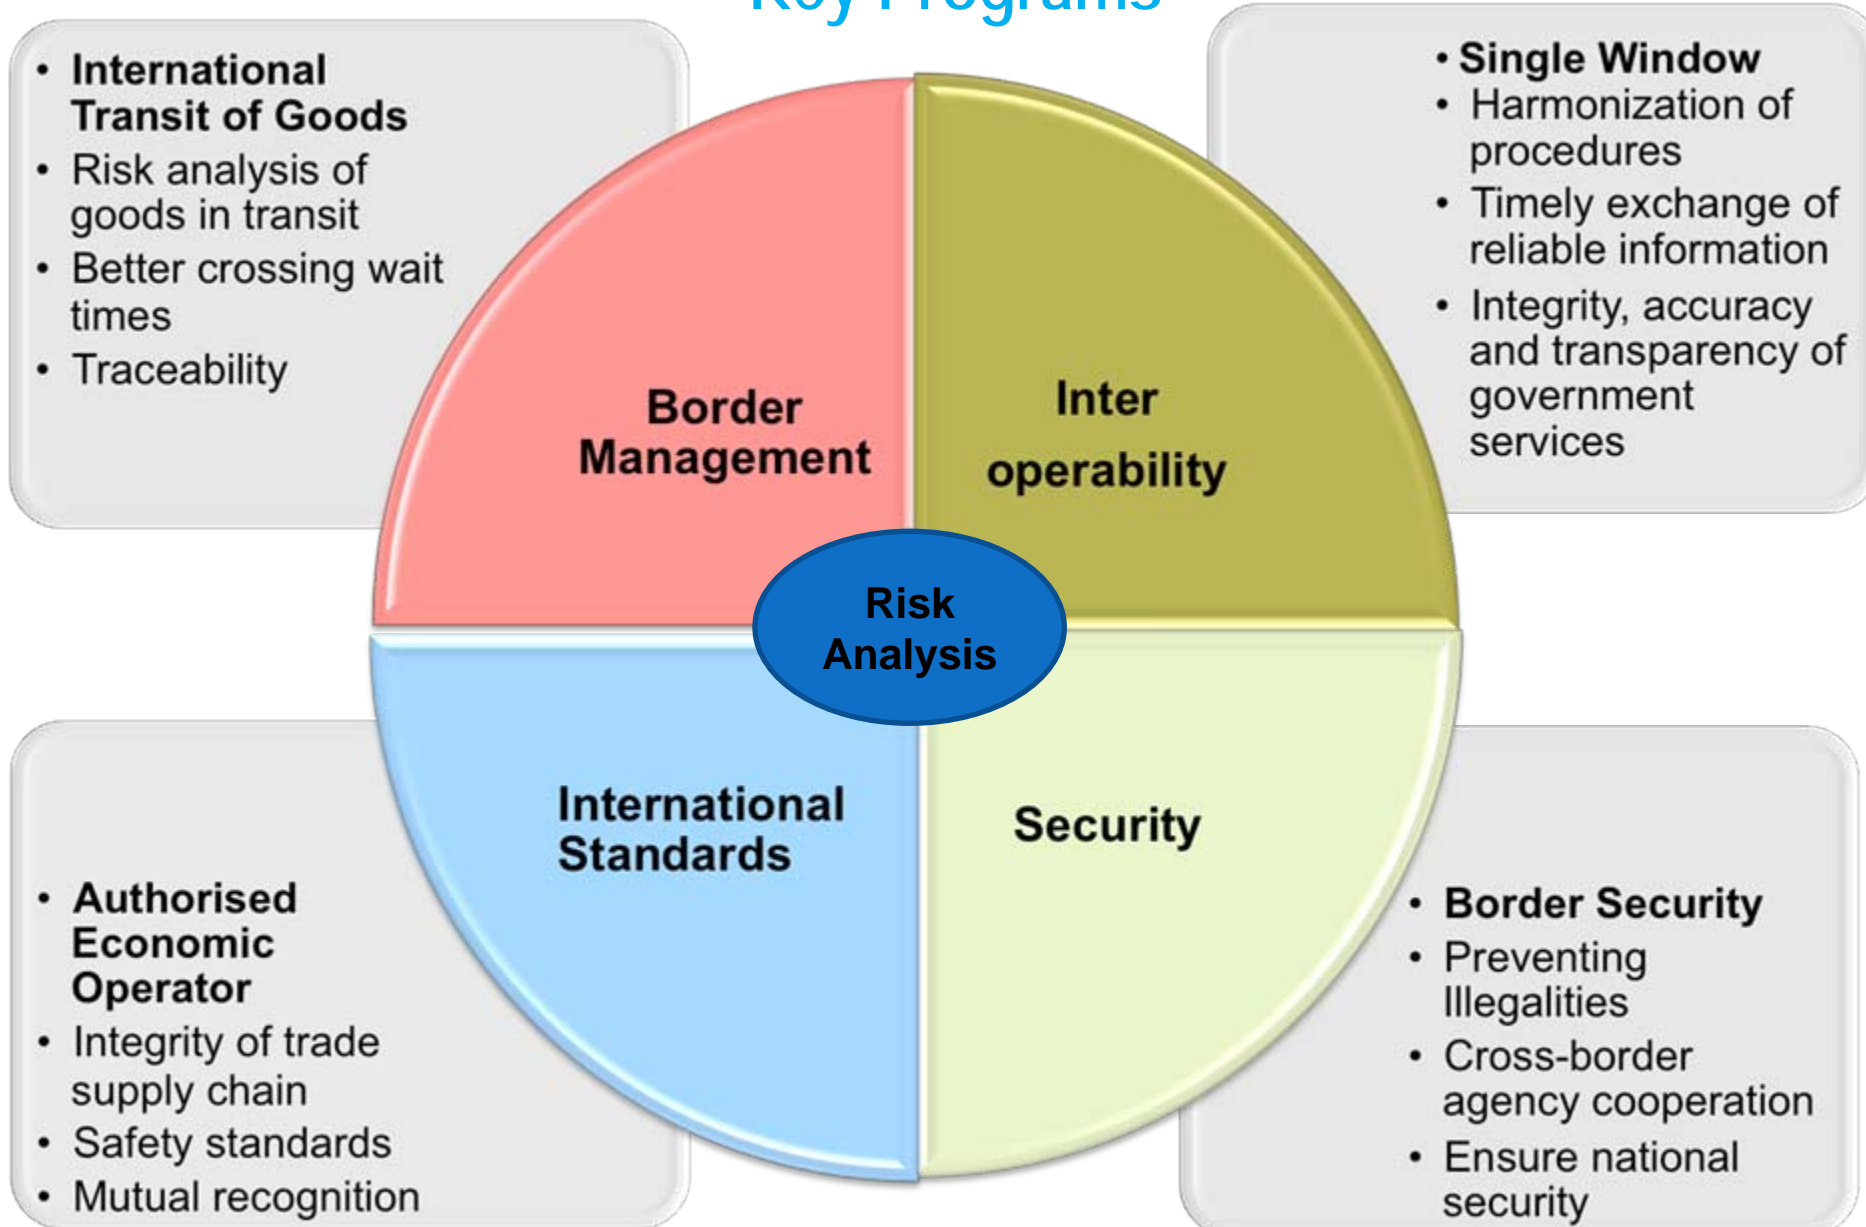 Key Programs
• International
Transit of Goods
• Risk analysis of
goods in transit
• Better crossing wait
times
• Traceability
• Single Window
• Harmonization of
procedures
• Timely exchange of
reliable information
• Integrity, accuracy
and transparency of
government
services
Border
Management
Inter
operability
Risk
Analysis
International
Standards
Security
• Authorised
Economic
Operator
• Integrity of trade
supply chain
• Safety standards
• Mutual recognition
• Border Security
• Preventing
Illegalities
• Cross-border
agency cooperation
• Ensure national
security